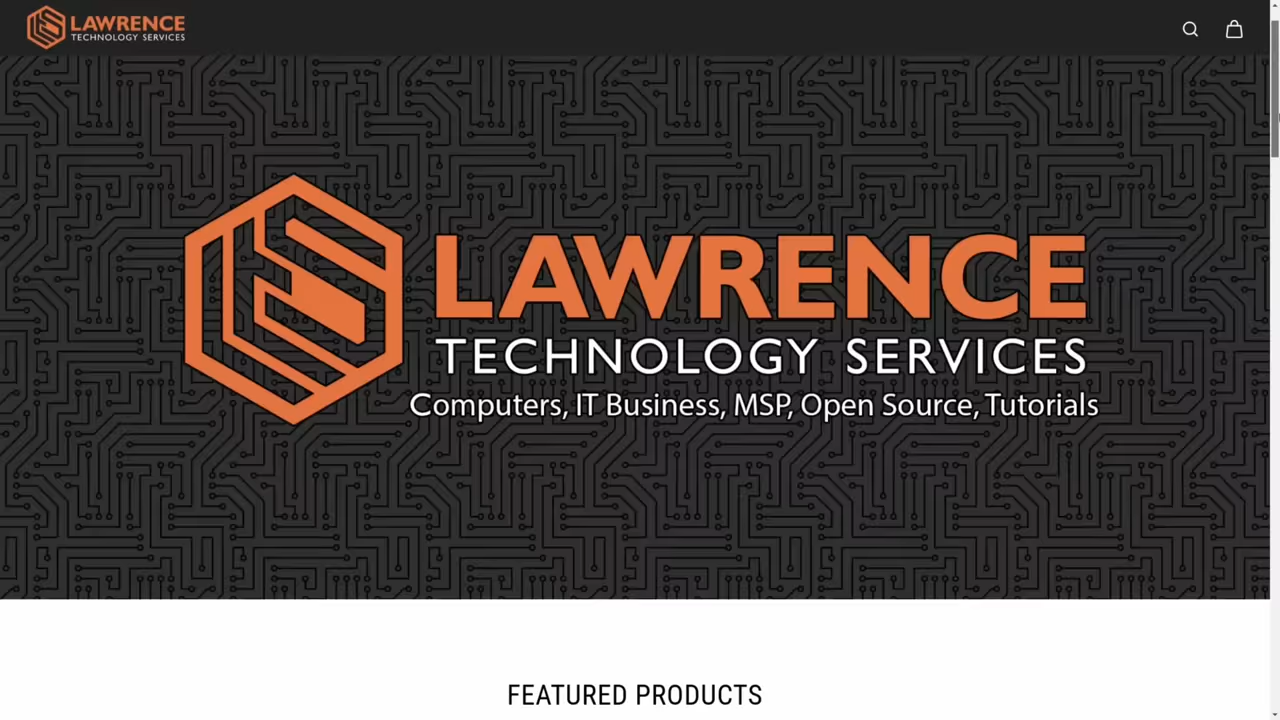 LAWRENCE
TECHNOLOGY SERVICES
LAWRENCE
TECHNOLOGY SERVICES
Computers, IT Business, MSP, Open Source, Tutorials
FEATURED PRODUCTS